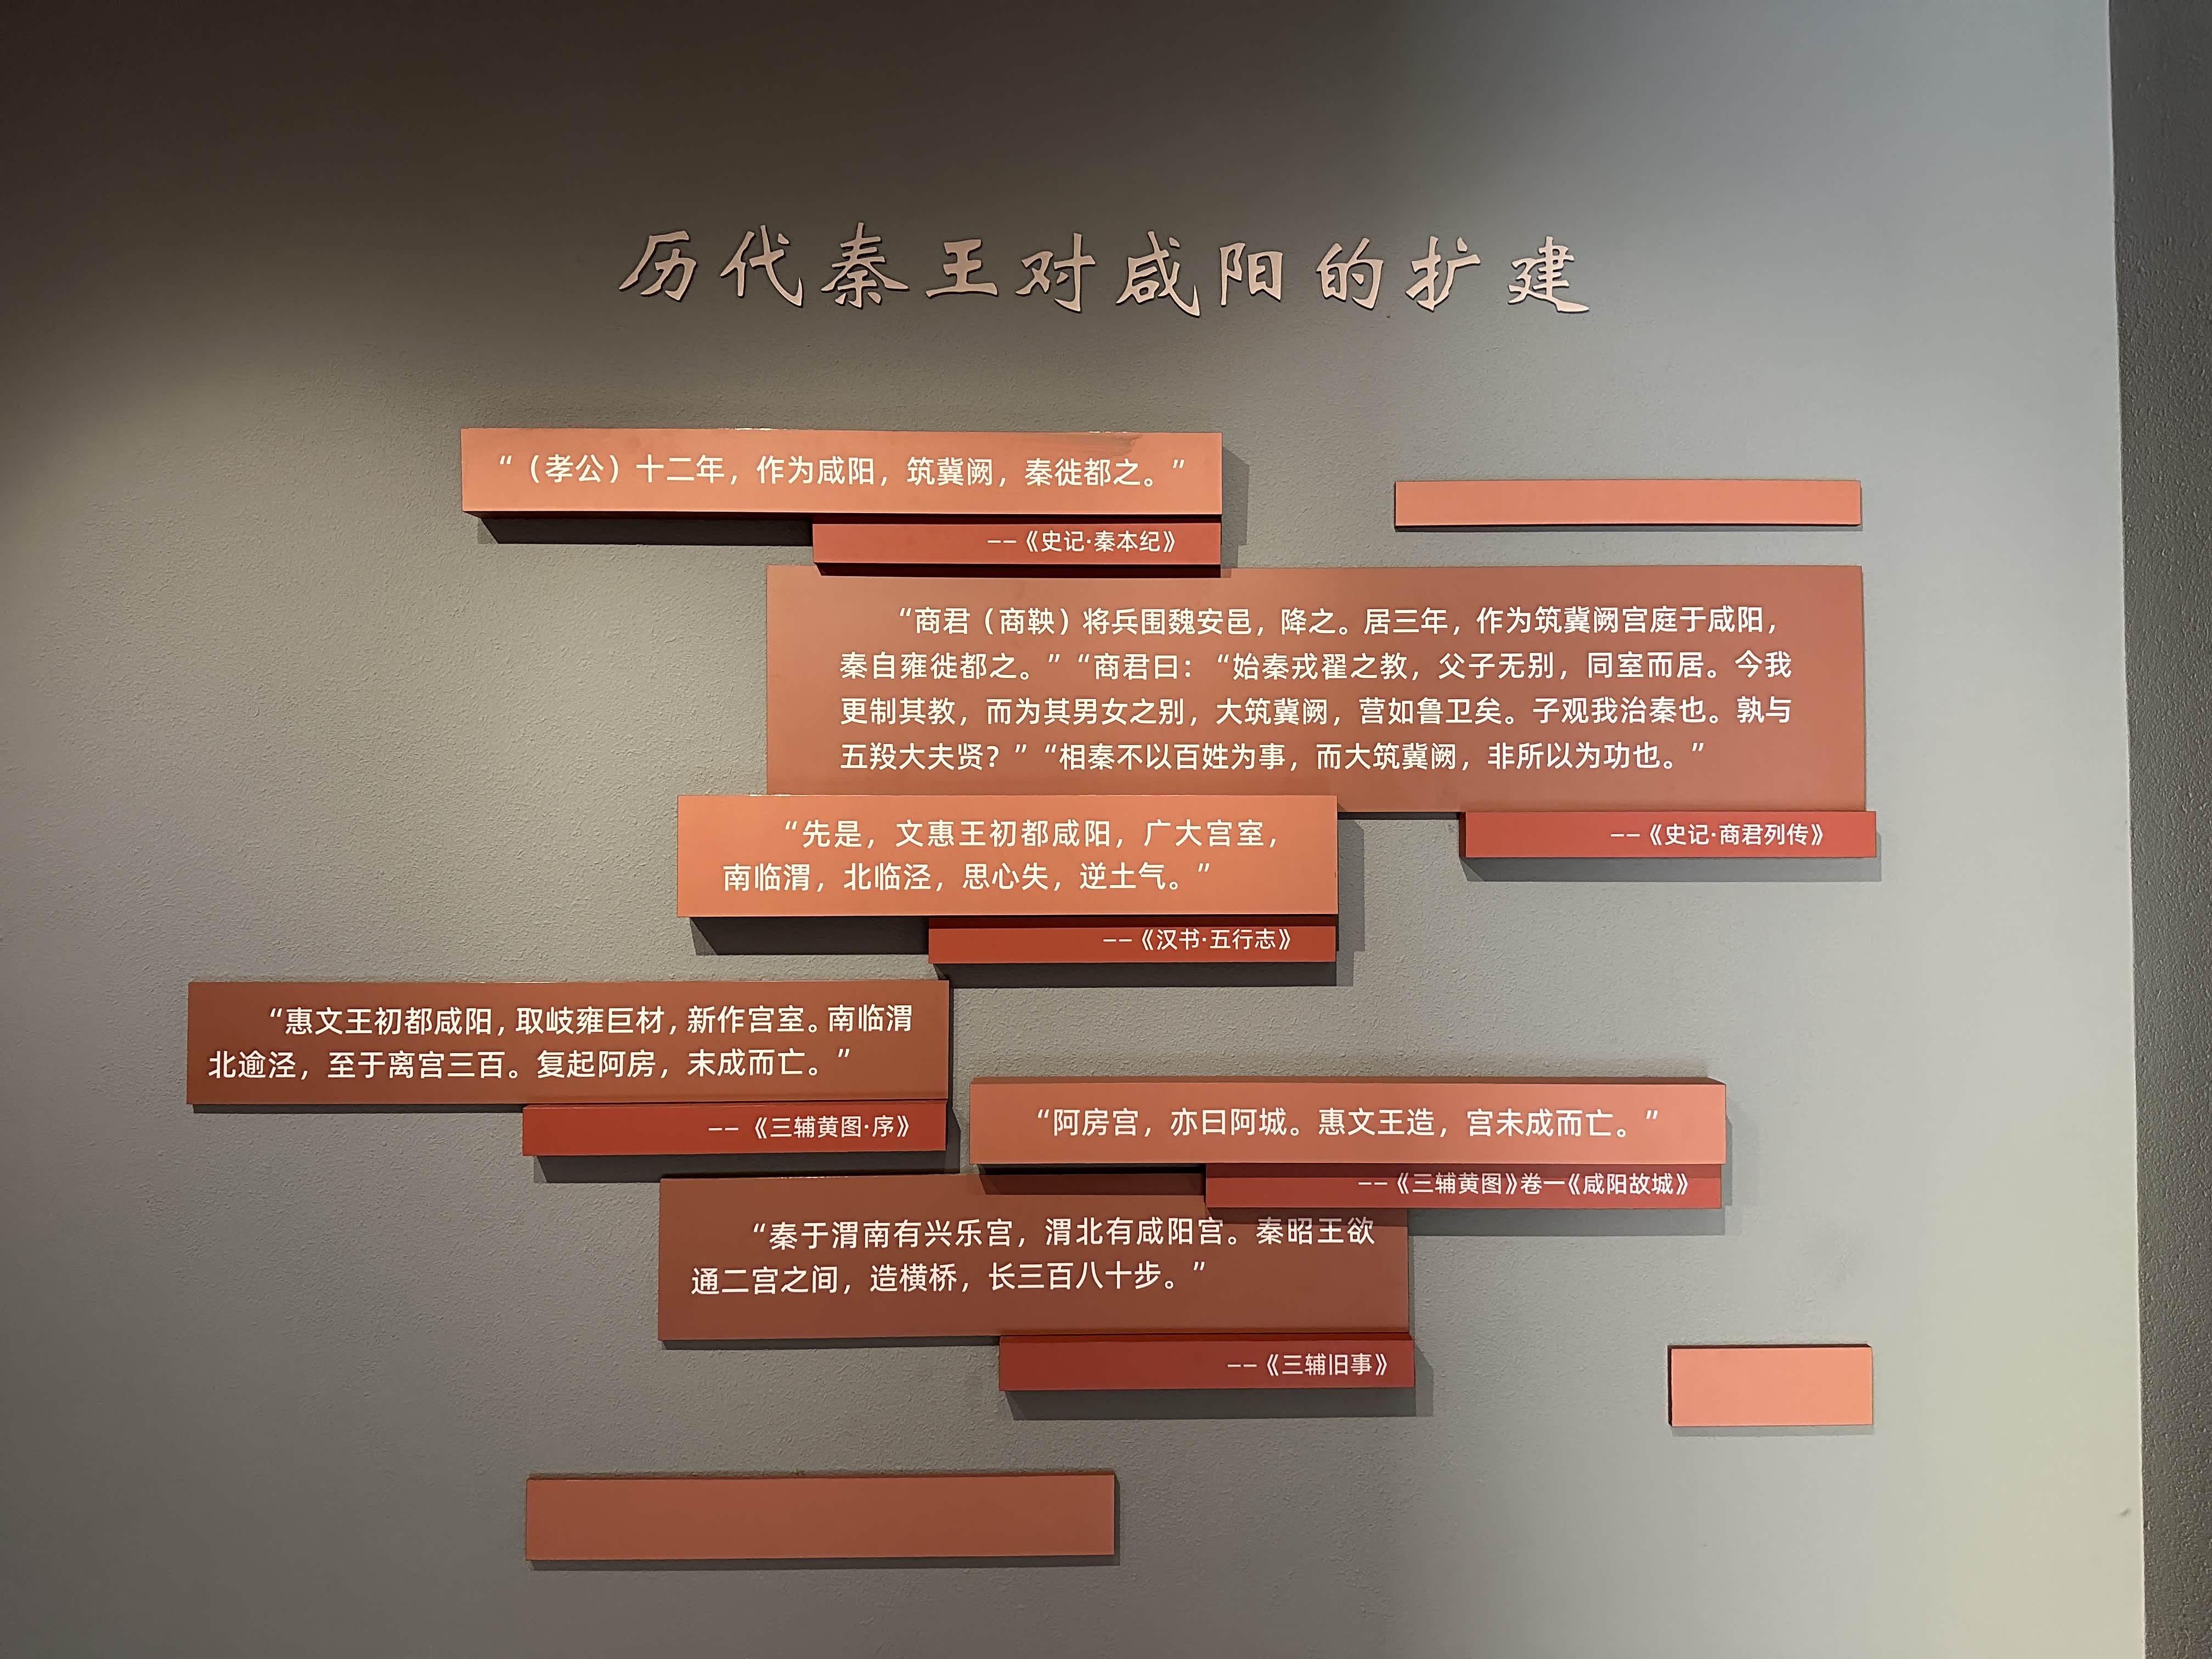 历代秦王对咸阳的扩建
“（孝公）十二年，作为咸阳，筑冀阙，秦徙都之。”
——《史记·秦本纪》
“商君（商鞅）将兵围魏安邑，降之。居三年，作为筑冀阙宫庭于咸阳，
秦自雍徙都之。”“商君曰：“始秦戎翟之教，父子无别，同室而居。今我
更制其教，而为其男女之别，大筑冀阙，营如鲁卫矣。子观我治秦也。孰与
五羖大夫贤？”“相秦不以百姓为事，而大筑冀阙，非所以为功也。”
——《史记·商君列传》
“先是，文惠王初都咸阳，广大宫室，
南临渭，北临泾，思心失，逆土气。”
——《汉书·五行志》
“惠文王初都咸阳，取岐雍巨材，新作宫室。南临渭
北逾泾，至于离宫三百。复起阿房，末成而亡。”
——《三辅黄图·序》
“阿房宫，亦曰阿城。惠文王造，宫未成而亡。”
——《三辅黄图》卷一《咸阳故城》
“秦于渭南有兴乐宫，渭北有咸阳宫。秦昭王欲
通二宫之间，造横桥，长三百八十步。”
——《三辅旧事》